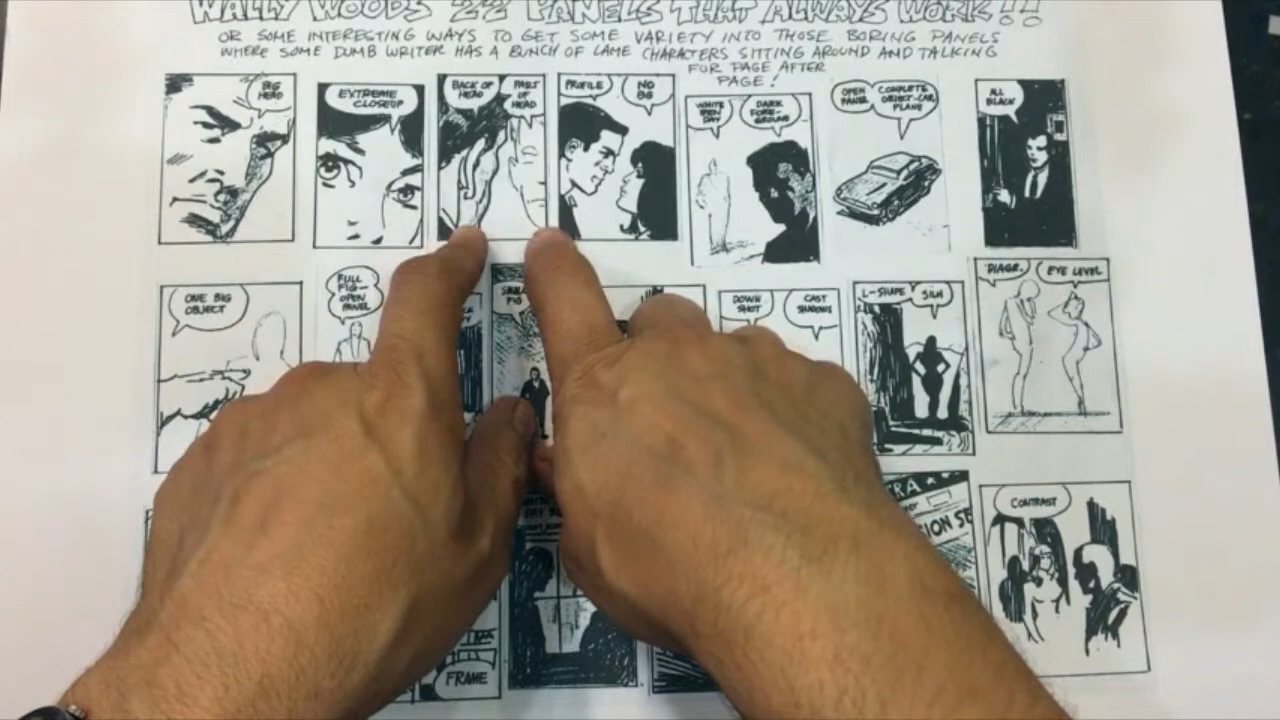 WALLY WOOD'S 22 PANELS THAT ALWAYS WORK!!
OR SOME INTERESTING WAYS TO GET SOME VARIETY INTO THOSE BORING PANELS
WHERE SOME DUMB WRITER HAS A BUNCH OF LAME CHARACTERS SITTING AROUND AND TALKING
FOR PAGE AFTER
PAGE!
BIG
HEAD
EXTREME
CLOSEUP
BACK OF
HEAD
PART
OF
HEAD
PROFILE
NO
BG
WHITE
DAY
DARK
FORE-
GROUND
OPEN
PANEL
COMPLETE
OBJECT-CAR,
PLANE
ALL
BLACK
ONE BIG
OBJECT
FULL
FIG-
OPEN
PANEL
FIG
DOWN
SHOT
CAST
SHADOWS
L-SHAPE
SILH
DIAGR.
EYE LEVEL
FRAME
CONTRAST